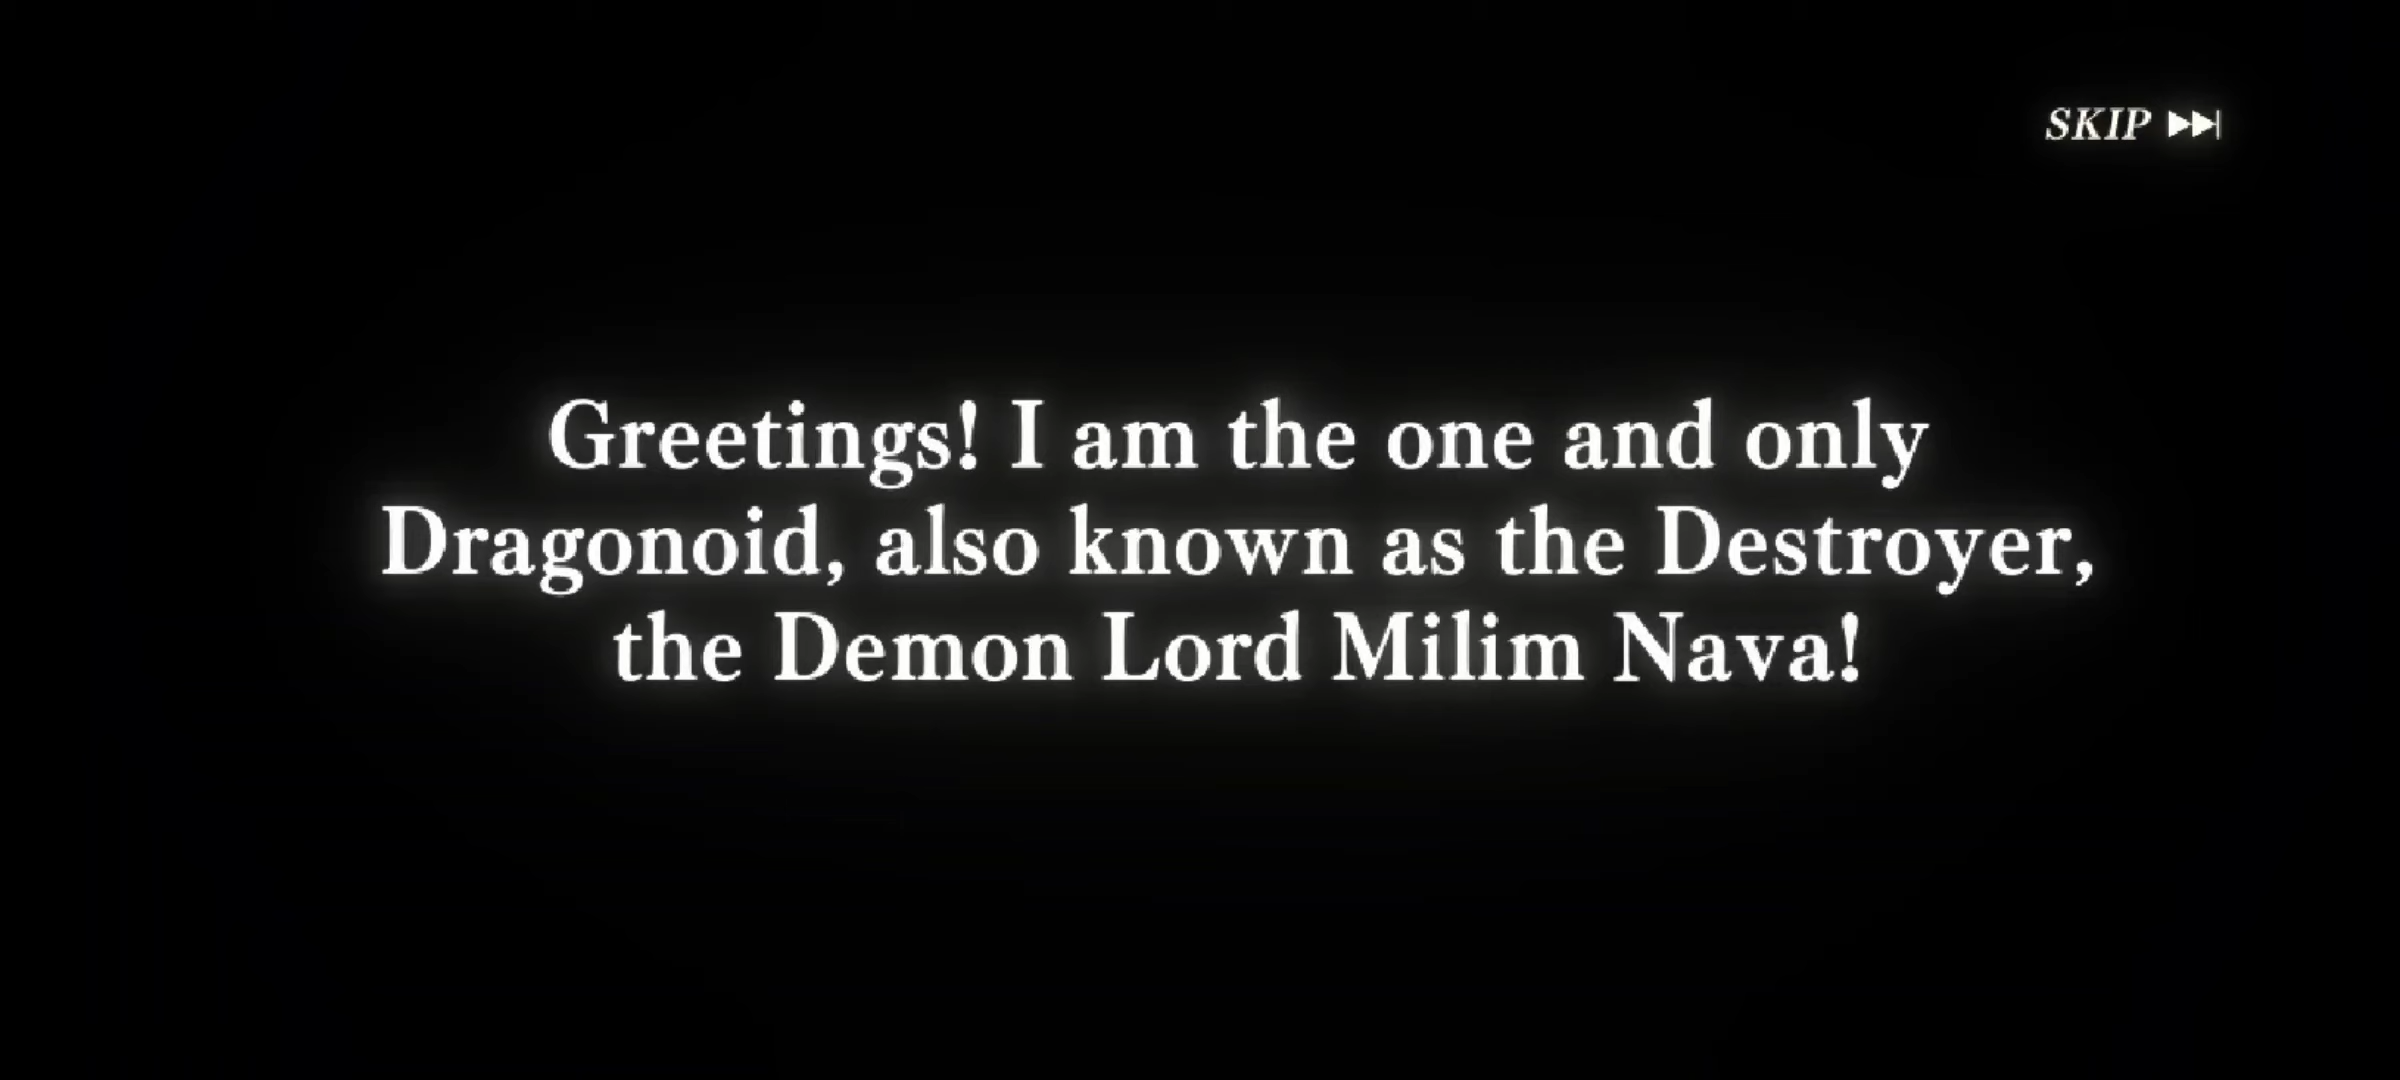 SKIP
Greetings! I am the one and only
Dragonoid, also known as the Destroyer,
the Demon Lord Milim Nava!